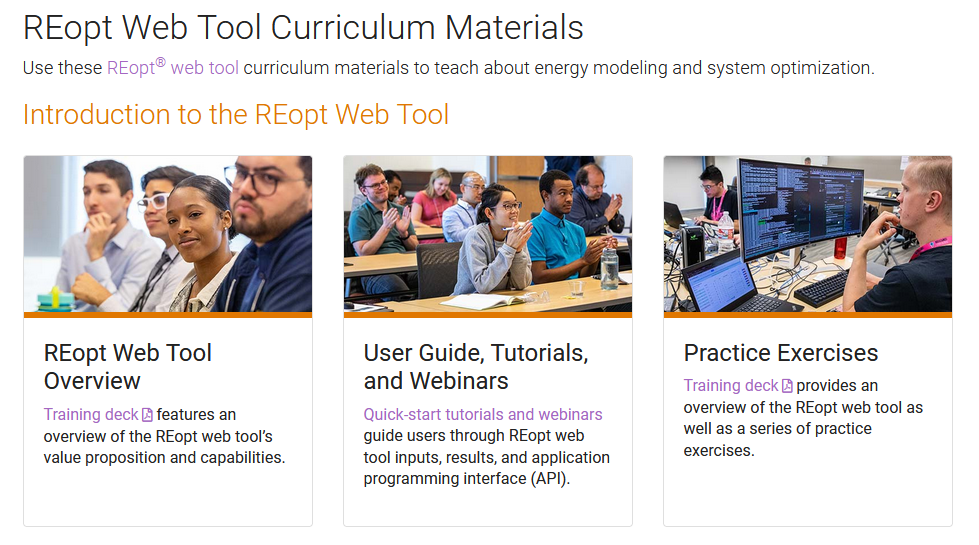 REopt Web Tool Curriculum Materials
Use these REopt® web tool curriculum materials to teach about energy modeling and system optimization.
Introduction to the REopt Web Tool
REopt Web Tool
Overview
Training deck features an
overview of the REopt web tool’s
value proposition and capabilities.
User Guide, Tutorials,
and Webinars
Quick-start tutorials and webinars
guide users through REopt web
tool inputs, results, and application
programming interface (API).
Practice Exercises
Training deck provides an
overview of the REopt web tool as
well as a series of practice
exercises.